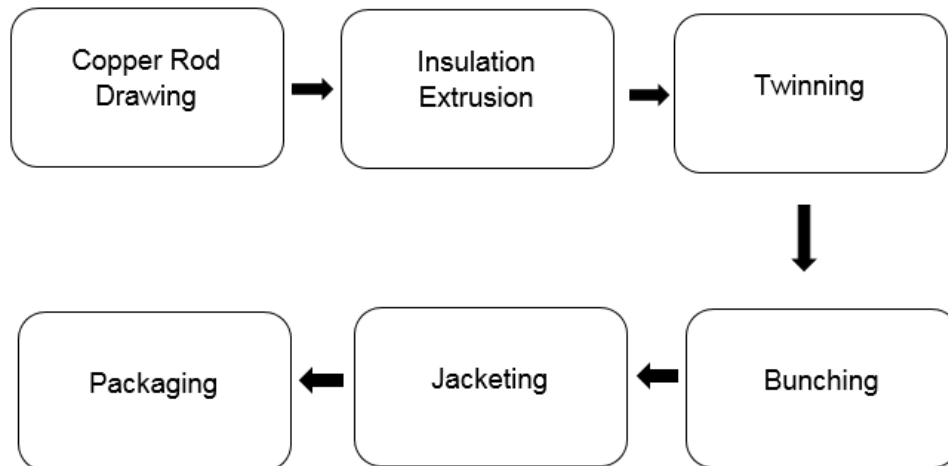 Copper Rod
Drawing
Insulation
Extrusion
Twinning
Bunching
Jacketing
Packaging